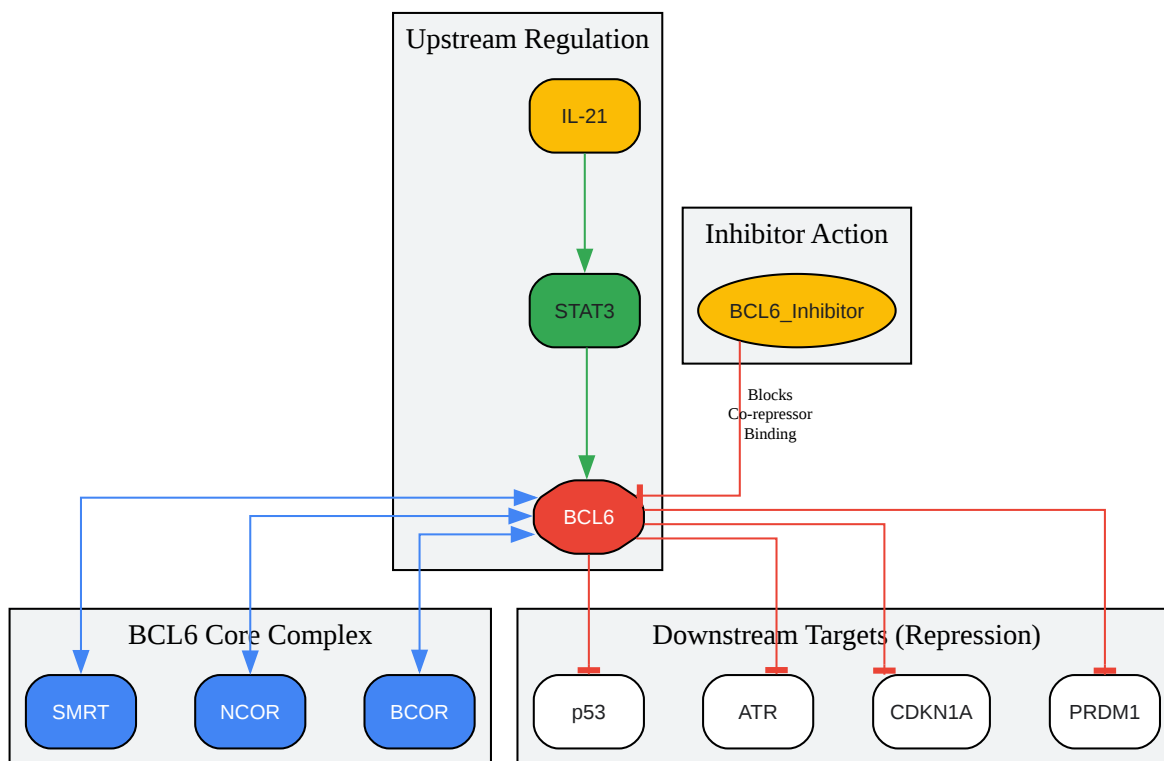 Upstream Regulation
IL-21
Inhibitor Action
STAT3
BCL6_Inhibitor
Blocks
Co-repressor
Binding
BCL6
BCL6 Core Complex
SMRT
NCOR
BCOR
Downstream Targets (Repression)
p53
ATR
CDKN1A
PRDM1